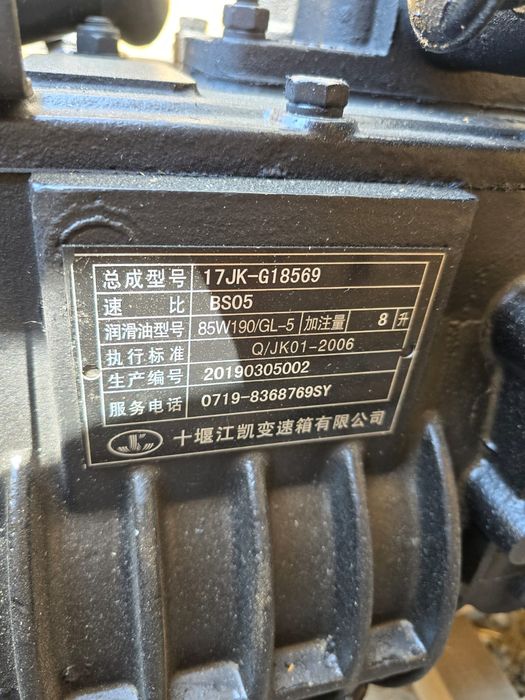 总成型号 17JK-G18569
速 比 BS05
润滑油型号 85W190/GL-5 加注量 8 升
执行标准 Q/JK01-2006
生产编号 20190305002
服务电话 0719-8368769SY
十堰江凯变速箱有限公司